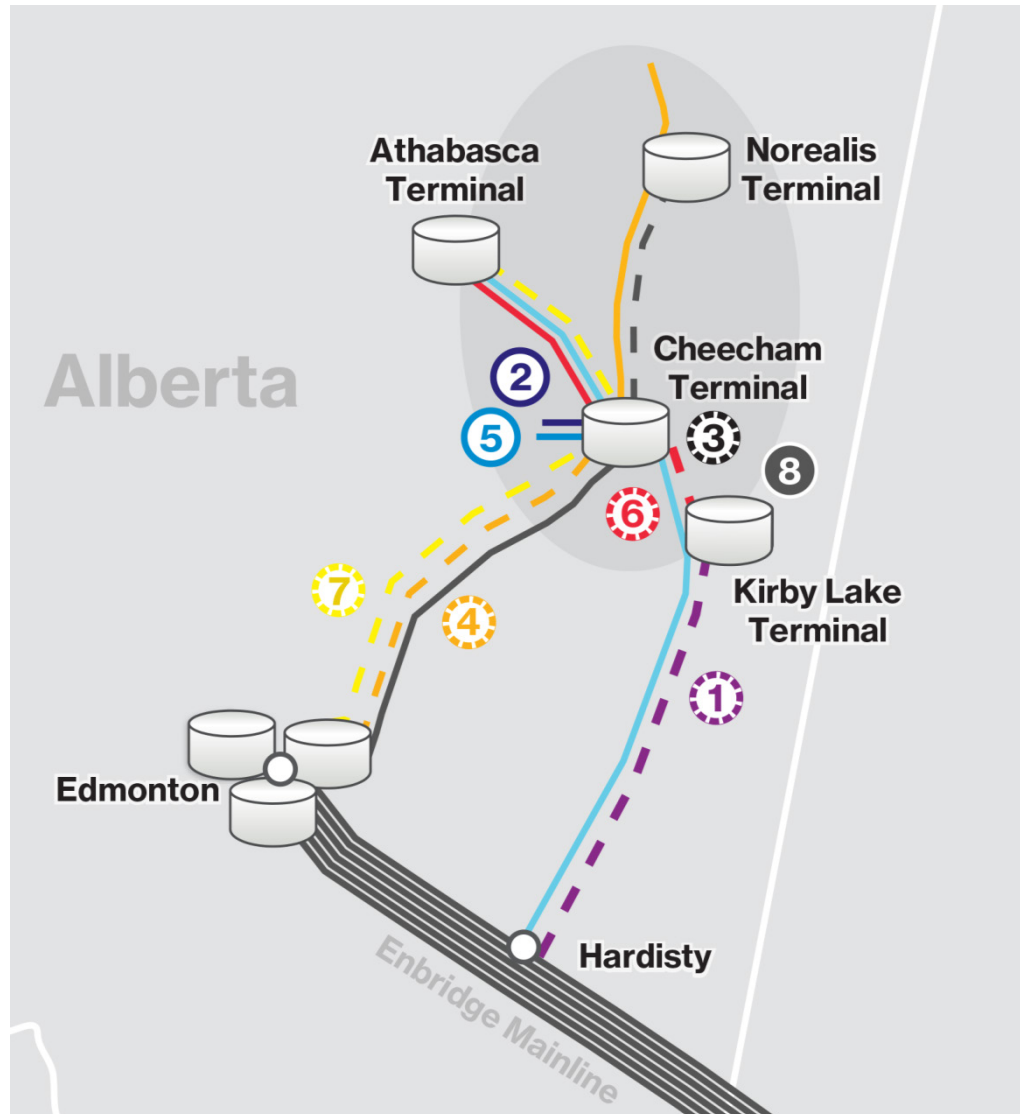 Athabasca
Terminal
Norealis
Terminal
Alberta
Cheecham
Terminal
2
5
3
8
6
7
4
Kirby Lake
Terminal
1
Edmonton
Hardisty
Enbridge Mainline